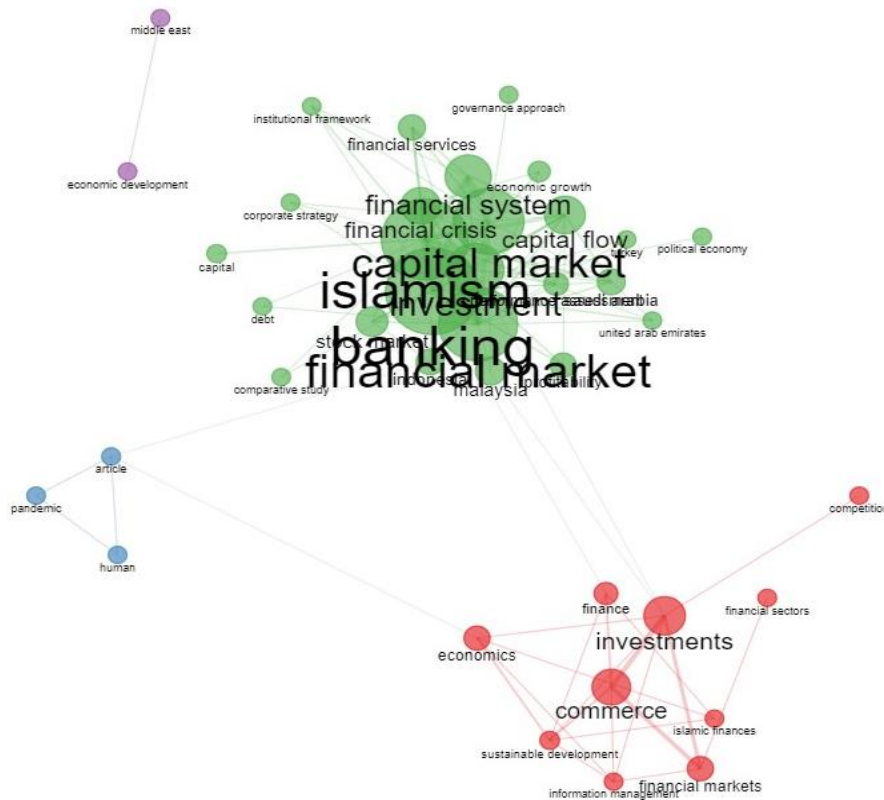 middle east
governance approach
institutional framework
financial services
economic development
economic growth
financial system
corporate strategy
financial crisis
capital flow
turkey
political economy
capital
capital market
islamism
investment
saudi arabia
debt
stock market
united arab emirates
banking
financial market
indonesia
profitability
malaysia
comparative study
article
pandemic
competition
human
finance
financial sectors
investments
economics
commerce
islamic finances
sustainable development
financial markets
information management